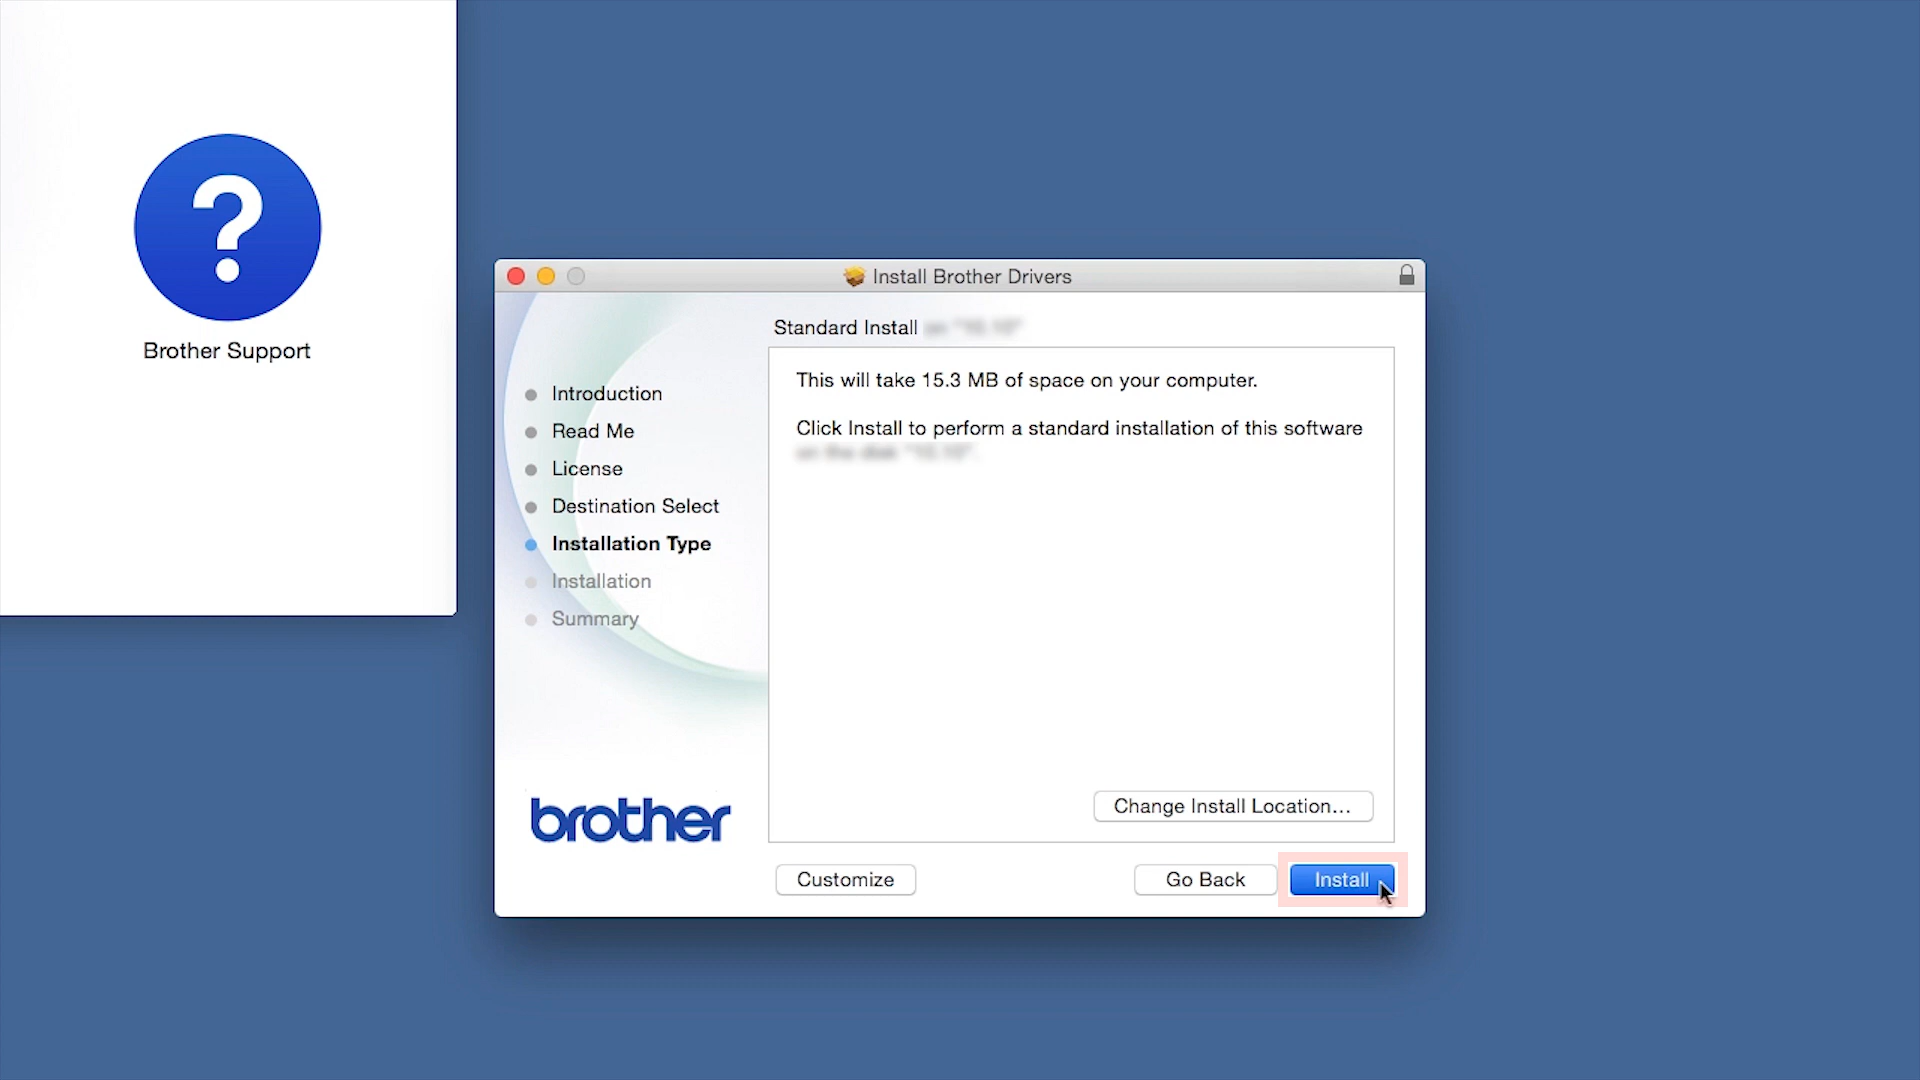 ?
Brother Support
Install Brother Drivers
Standard Install
Introduction
Read Me
License
Destination Select
Installation Type
Installation
Summary
This will take 15.3 MB of space on your computer.
Click Install to perform a standard installation of this software
Change Install Location...
brother
Customize
Go Back
Install